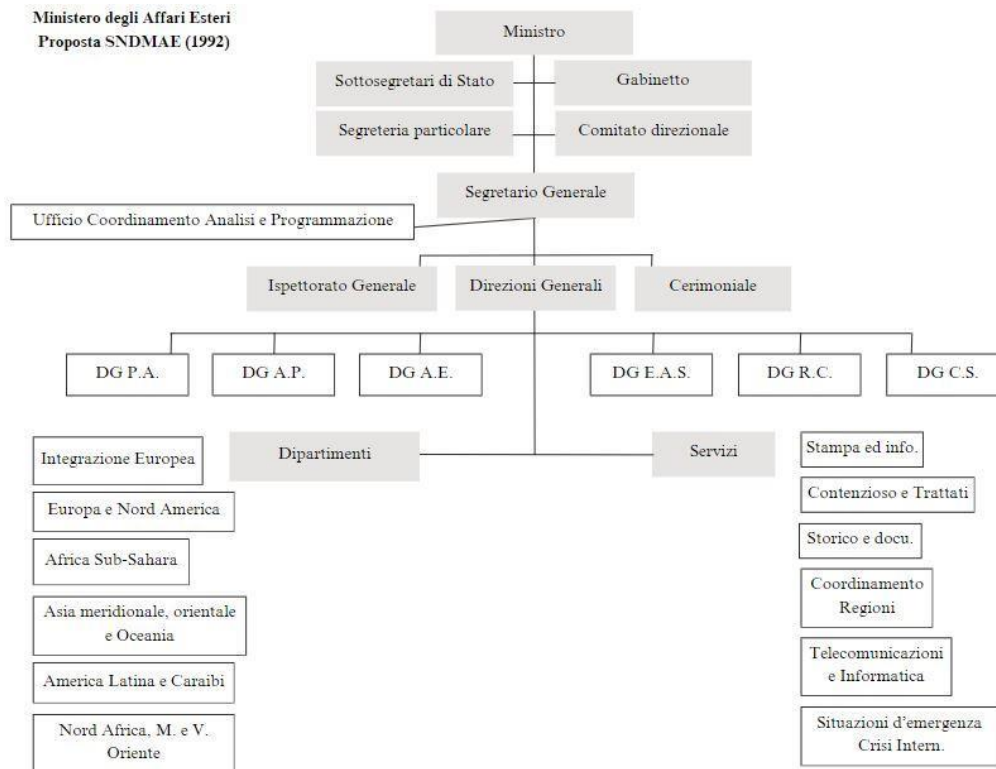 Ministero degli Affari Esteri
Proposta SNDMAE (1992)
Ministro
Sottosegretari di Stato
Gabinetto
Segreteria particolare
Comitato direzionale
Segretario Generale
Ufficio Coordinamento Analisi e Programmazione
Ispettorato Generale
Direzioni Generali
Cerimoniale
DG P.A.
DG A.P.
DG A.E.
DG E.A.S.
DG R.C.
DG C.S.
Dipartimenti
Servizi
Integrazione Europea
Europa e Nord America
Africa Sub-Sahara
Asia meridionale, orientale
e Oceania
America Latina e Caraibi
Nord Africa, M. e V.
Oriente
Stampa ed info.
Contenzioso e Trattati
Storico e docu.
Coordinamento
Regioni
Telecomunicazioni
e Informatica
Situazioni d'emergenza
Crisi Intern.